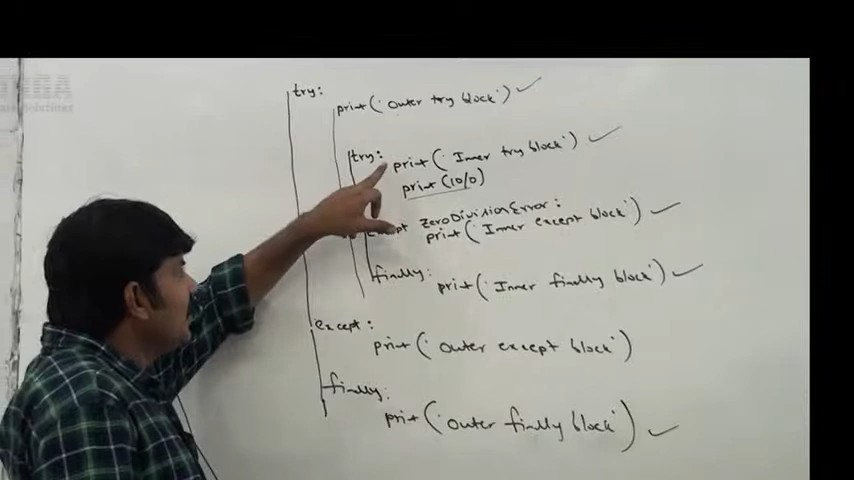 try:
print('Outer try block')
try:
print('Inner try block')
print(10/0)
except ZeroDivisionError:
print('Inner except block')
finally:
print('Inner finally block')
except:
print('Outer except block')
finally:
print('Outer finally block')